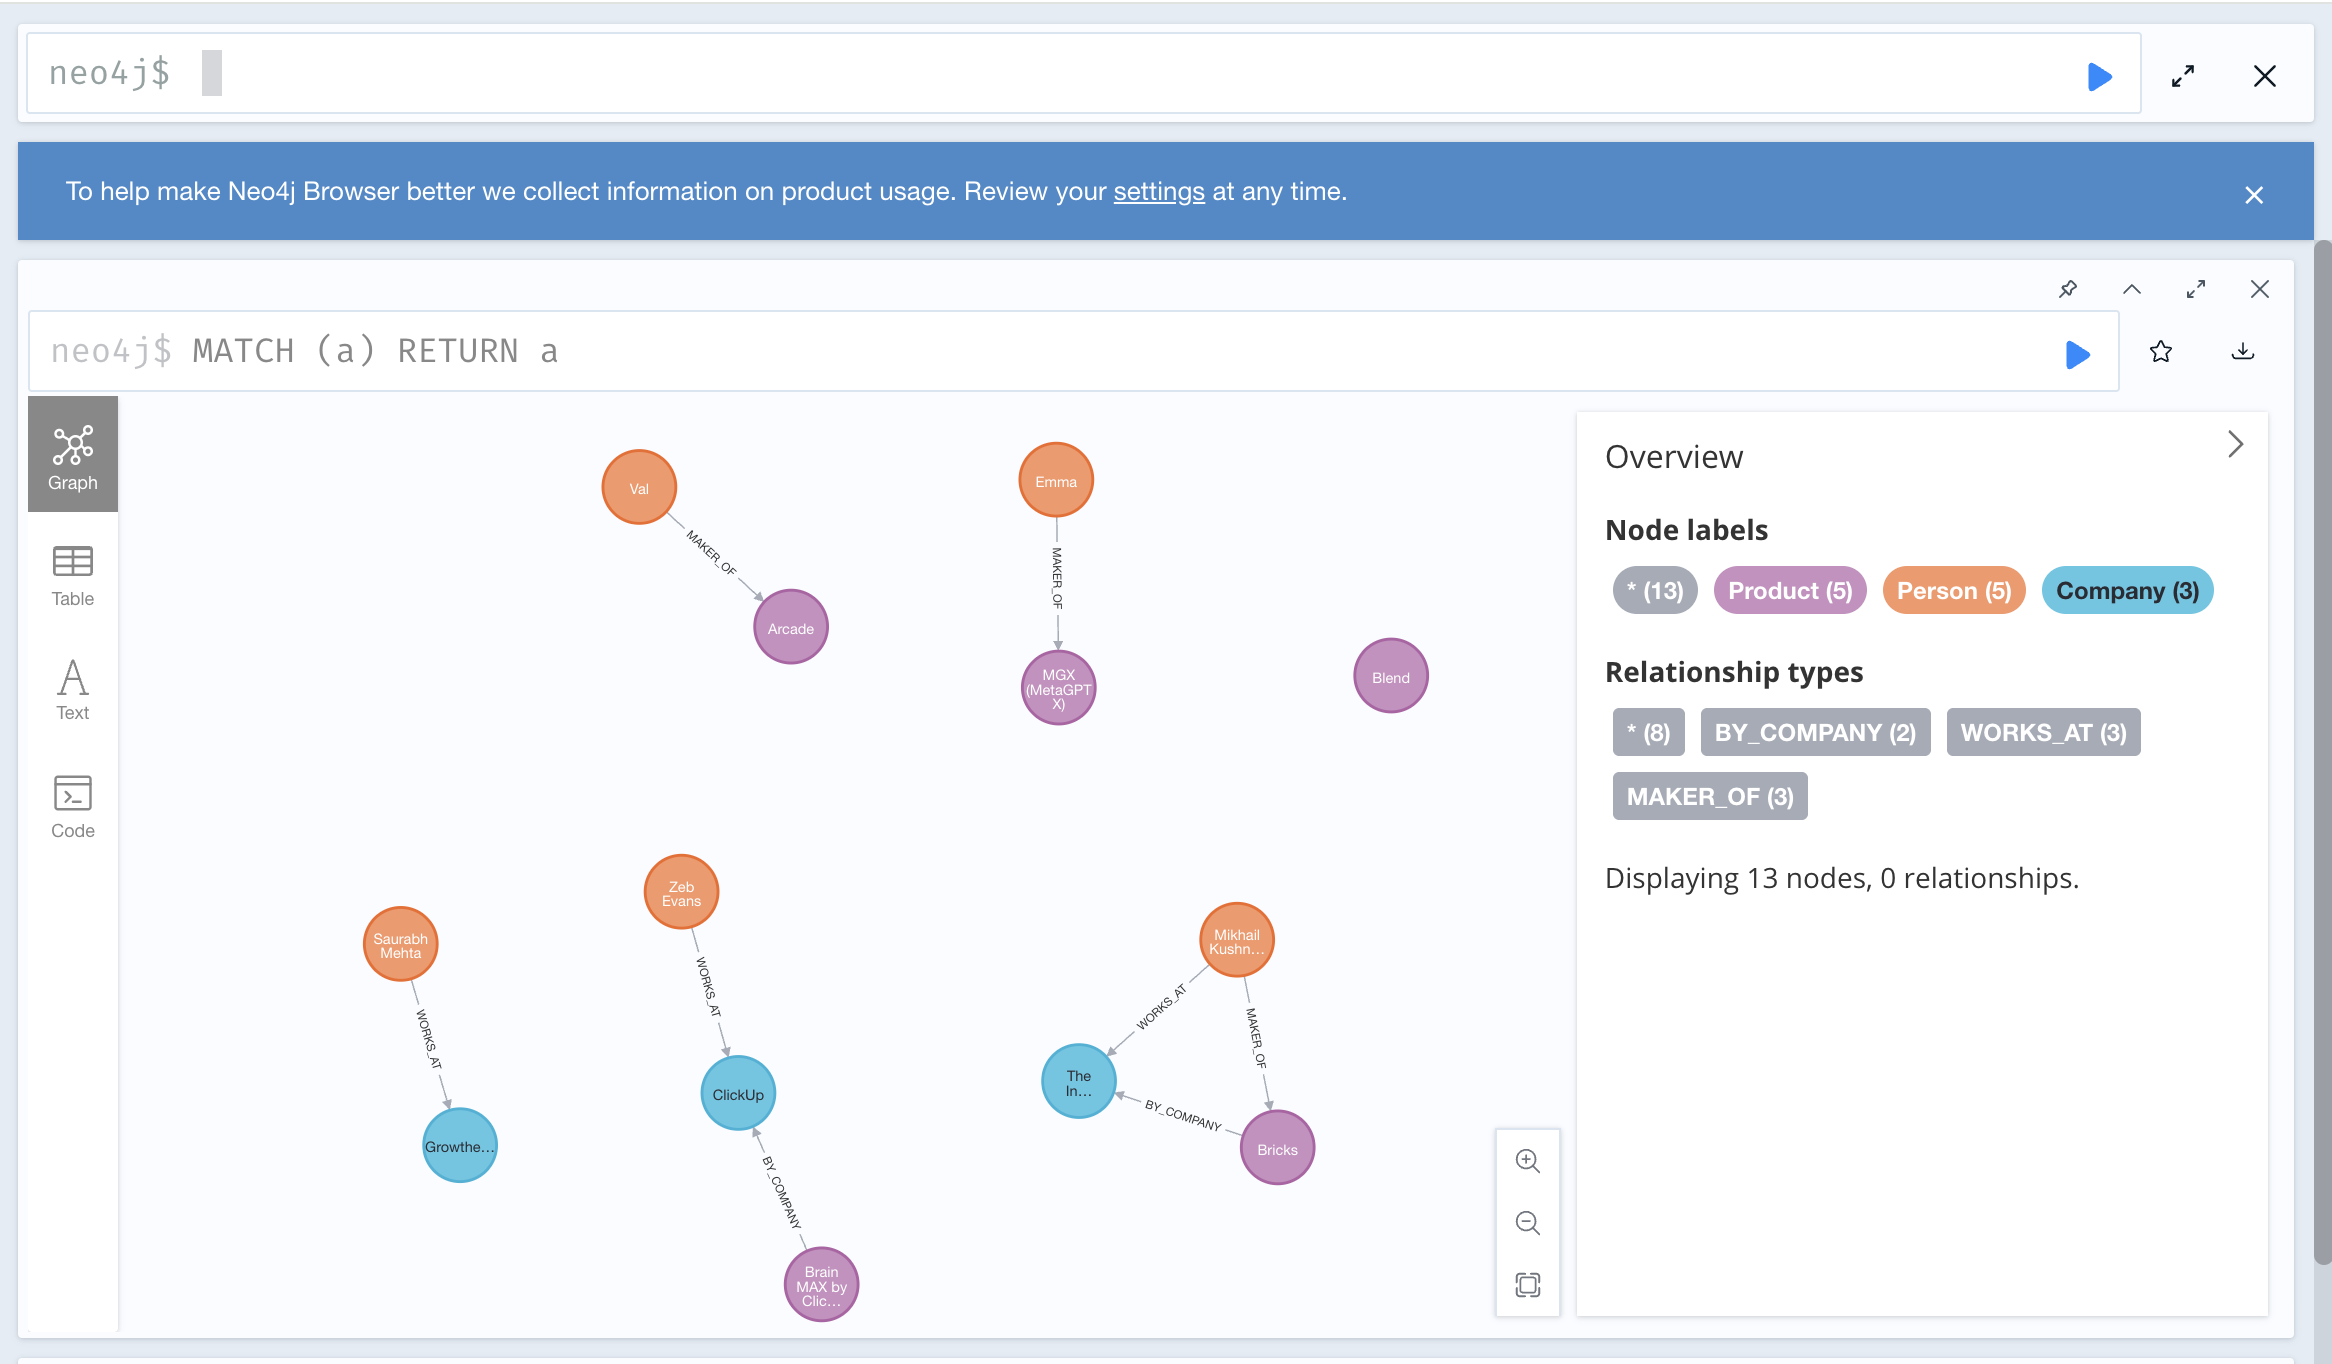 neo4j$
To help make Neo4j Browser better we collect information on product usage. Review your settings at any time.
neo4j$ MATCH (a) RETURN a
Graph
Table
Text
Code
Val
MAKER_OF
Arcade
Emma
MAKER_OF
MGX
(MetaGPT
X)
Blend
Saurabh
Mehta
WORKS_AT
Growthe...
Zeb
Evans
WORKS_AT
ClickUp
BY_COMPANY
Brain
MAX by
Clic...
Mikhail
Kushn...
WORKS_AT
MAKER_OF
The
In...
BY_COMPANY
Bricks
Overview
Node labels
* (13) Product (5) Person (5) Company (3)
Relationship types
* (8) BY_COMPANY (2) WORKS_AT (3)
MAKER_OF (3)
Displaying 13 nodes, 0 relationships.